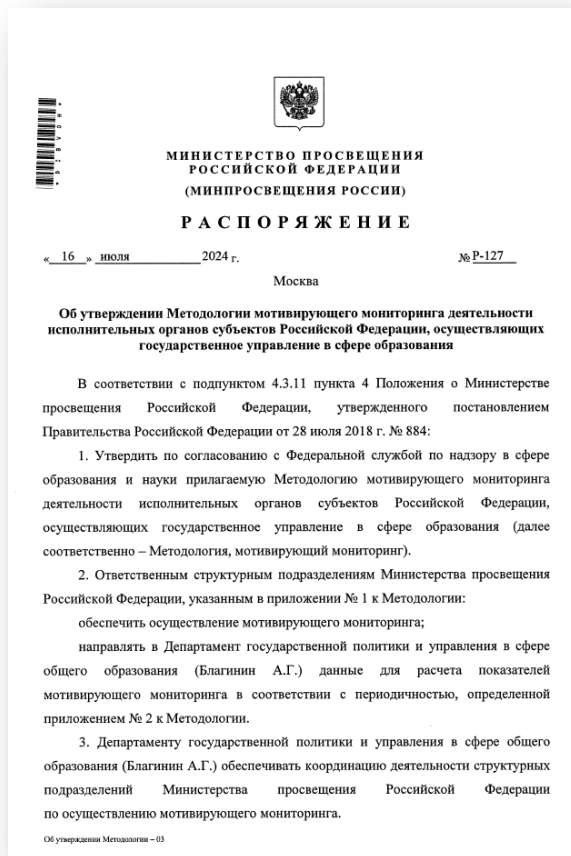 МИНИСТЕРСТВО ПРОСВЕЩЕНИЯ
РОССИЙСКОЙ ФЕДЕРАЦИИ
(МИНПРОСВЕЩЕНИЯ РОССИИ)
РАСПОРЯЖЕНИЕ
« 16 » июля 2024 г. № Р-127
Москва
Об утверждении Методологии мотивирующего мониторинга деятельности
исполнительных органов субъектов Российской Федерации, осуществляющих
государственное управление в сфере образования
В соответствии с подпунктом 4.3.11 пункта 4 Положения о Министерстве
просвещения Российской Федерации, утвержденного постановлением
Правительства Российской Федерации от 28 июля 2018 г. № 884:
1. Утвердить по согласованию с Федеральной службой по надзору в сфере
образования и науки прилагаемую Методологию мотивирующего мониторинга
деятельности исполнительных органов субъектов Российской Федерации,
осуществляющих государственное управление в сфере образования (далее
соответственно – Методология, мотивирующий мониторинг).
2. Ответственным структурным подразделениям Министерства просвещения
Российской Федерации, указанным в приложении № 1 к Методологии:
обеспечить осуществление мотивирующего мониторинга;
направлять в Департамент государственной политики и управления в сфере
общего образования (Благинин А.Г.) данные для расчета показателей
мотивирующего мониторинга в соответствии с периодичностью, определенной
приложением № 2 к Методологии.
3. Департаменту государственной политики и управления в сфере общего
образования (Благинин А.Г.) обеспечивать координацию деятельности структурных
подразделений Министерства просвещения Российской Федерации
по осуществлению мотивирующего мониторинга.
Об утверждении Методологии – 03